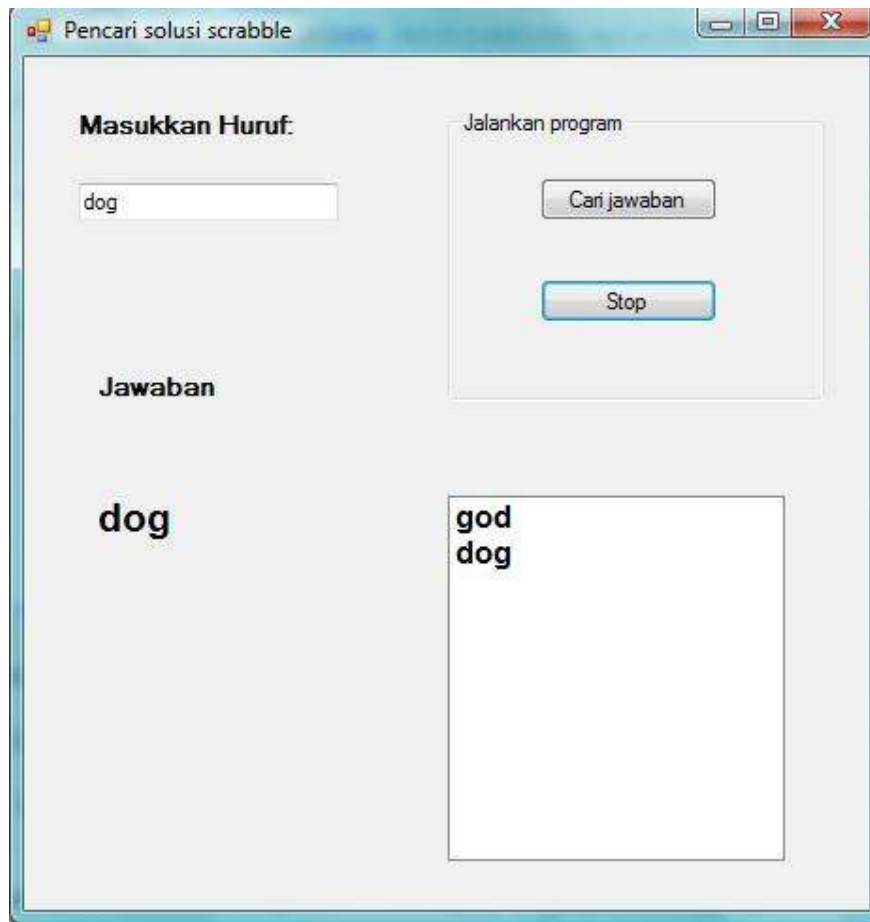 Pencari solusi scrabble
Masukkan Huruf:
dog
Jalankan program
Cari jawaban
Stop
Jawaban
dog
god
dog